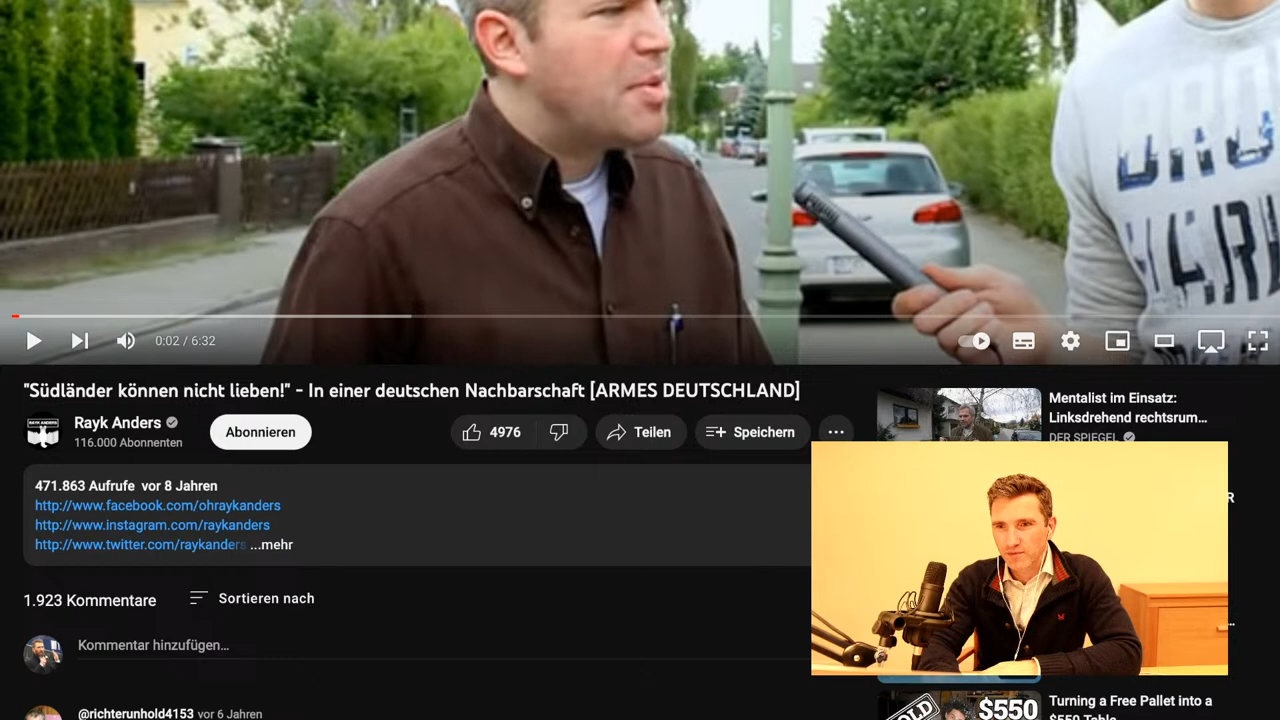 0:02 / 6:32
"Südländer können nicht lieben!" - In einer deutschen Nachbarschaft [ARMES DEUTSCHLAND]
RAYK ANDERS
Rayk Anders
116.000 Abonnenten
Abonnieren
4976
Teilen
Speichern
471.863 Aufrufe vor 8 Jahren
http://www.facebook.com/ohraykanders
http://www.instagram.com/raykanders
http://www.twitter.com/raykanders ...mehr
1.923 Kommentare
Sortieren nach
Kommentar hinzufügen...
@richterunhold4153 vor 6 Jahren
Mentalist im Einsatz:
Linksdrehend rechtsrum...
DER SPIEGEL
$550
Turning a Free Pallet into a
$550 Table